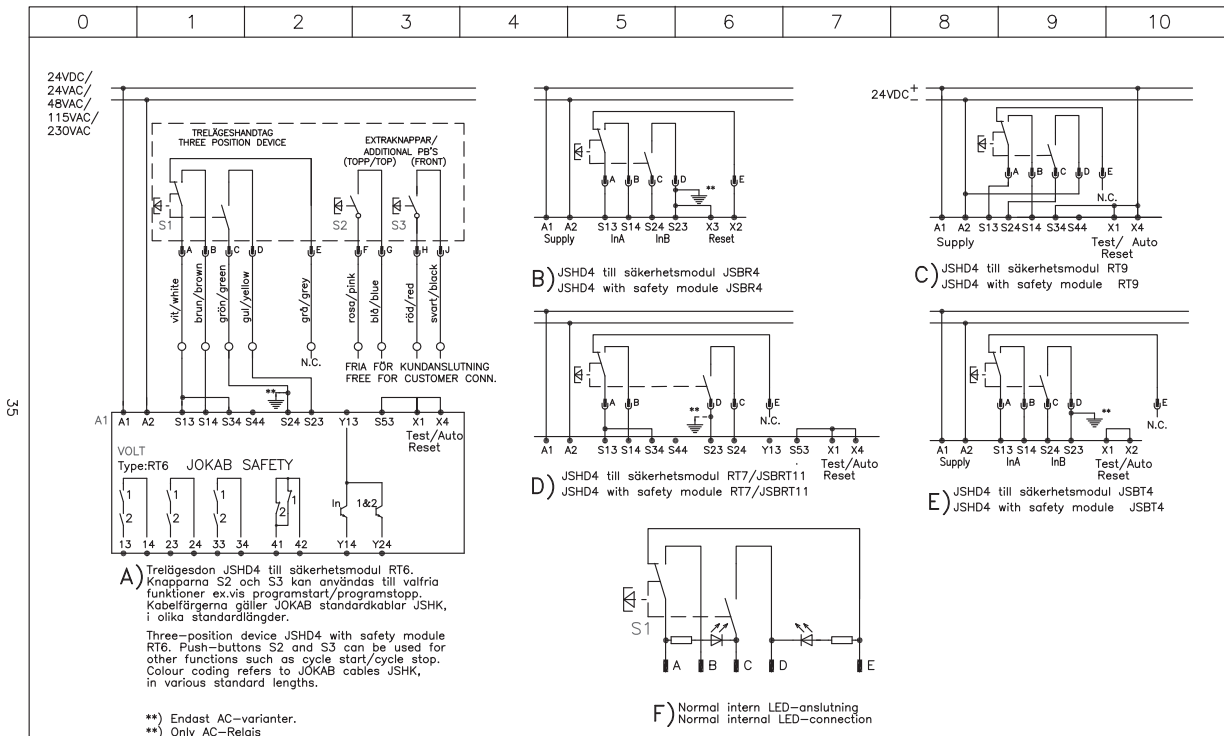 0 1 2 3 4 5 6 7 8 9 10
35
24VDC/
24VAC/
48VAC/
115VAC/
230VAC
TRELÄGESHANDTAG
THREE POSITION DEVICE
EXTRAKNAPPAR/
ADDITIONAL PB'S
(TOPP/TOP) (FRONT)
S1 S2 S3
A B C D E F G H J
vit/white
brun/brown
grön/green
gul/yellow
grå/grey
rosa/pink
blå/blue
röd/red
svart/black
N.C.
FRIA FÖR KUNDANSLUTNING
FREE FOR CUSTOMER CONN.
**
A1 A1 A2 S13 S14 S34 S44 S24 S23 Y13 S53 X1 X4
Test/Auto
Reset
VOLT
Type:RT6 JOKAB SAFETY
1 1 1 1
2 2 2 2
In 1&2
13 14 23 24 33 34 41 42 Y14 Y24
A) Trelägesdon JSHD4 till säkerhetsmodul RT6.
Knapparna S2 och S3 kan användas till valfria
funktioner ex.vis programstart/programstopp.
Kabelfärgerna gäller JOKAB standardkablar JSHK,
i olika standardlängder.
Three-position device JSHD4 with safety module
RT6. Push-buttons S2 and S3 can be used for
other functions such as cycle start/cycle stop.
Colour coding refers to JOKAB cables JSHK,
in various standard lengths.
**) Endast AC-varianter.
**) Only AC-Relais
A B C D E
**
A1 A2 S13 S14 S24 S23 X3 X2
Supply InA InB Reset
B) JSHD4 till säkerhetsmodul JSBR4
JSHD4 with safety module JSBR4
24VDC +
-
A B C D E
N.C.
A1 A2 S13 S24 S14 S34 S44 X1 X4
Supply Test/ Auto
Reset
C) JSHD4 till säkerhetsmodul RT9
JSHD4 with safety module RT9
A B D C E
**
N.C.
A1 A2 S13 S14 S34 S44 S23 S24 Y13 S53 X1 X4
Test/Auto
Reset
D) JSHD4 till säkerhetsmodul RT7/JSBRT11
JSHD4 with safety module RT7/JSBRT11
A B C D E
**
N.C.
A1 A2 S13 S14 S24 S23 X1 X2
Supply InA InB Test/Auto
Reset
E) JSHD4 till säkerhetsmodul JSBT4
JSHD4 with safety module JSBT4
S1
A B C D E
F) Normal intern LED-anslutning
Normal internal LED-connection